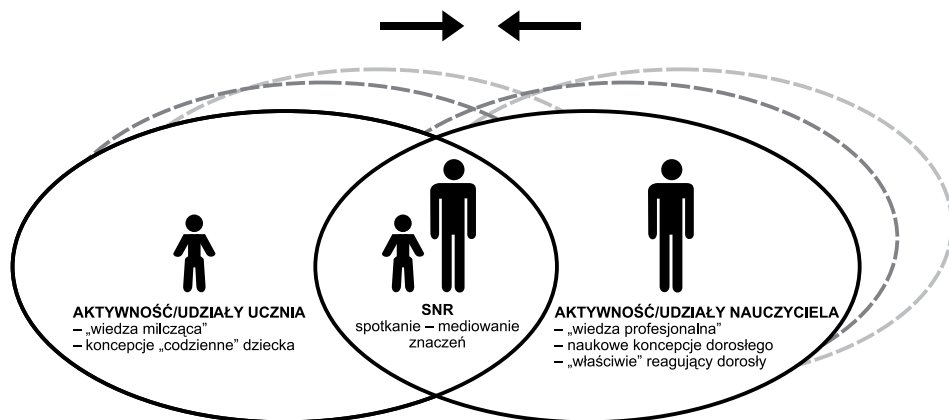 AKTYWNOŚĆ/UDZIAŁY UCZNIA
– „wiedza milcząca”
– koncepcje „codzienne” dziecka
SNR
spotkanie – mediowanie
znaczeń
AKTYWNOŚĆ/UDZIAŁY NAUCZYCIELA
– „wiedza profesjonalna”
– naukowe koncepcje dorosłego
– „właściwie” reagujący dorosły